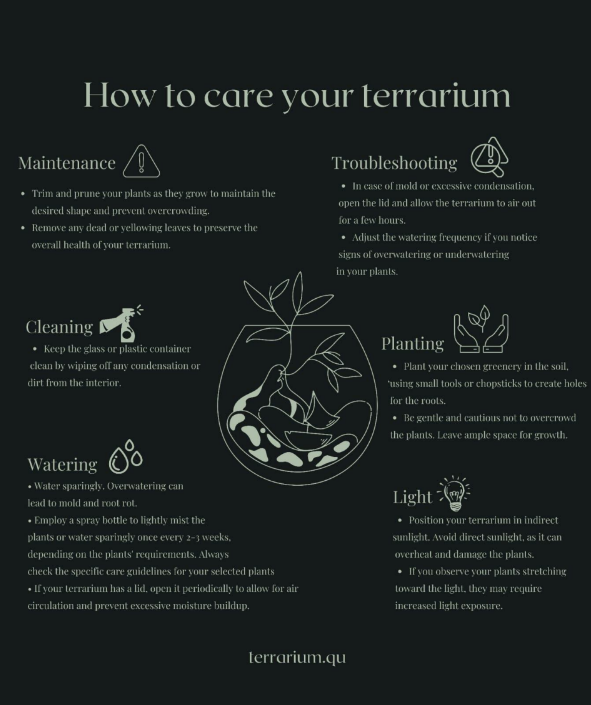 How to care your terrarium
Maintenance
• Trim and prune your plants as they grow to maintain the
desired shape and prevent overcrowding.
• Remove any dead or yellowing leaves to preserve the
overall health of your terrarium.
Troubleshooting
• In case of mold or excessive condensation,
open the lid and allow the terrarium to air out
for a few hours.
• Adjust the watering frequency if you notice
signs of overwatering or underwatering
in your plants.
Cleaning
• Keep the glass or plastic container
clean by wiping off any condensation or
dirt from the interior.
Planting
• Plant your chosen greenery in the soil,
'using small tools or chopsticks to create holes
for the roots.
• Be gentle and cautious not to overcrowd
the plants. Leave ample space for growth.
Watering
• Water sparingly. Overwatering can
lead to mold and root rot.
• Employ a spray bottle to lightly mist the
plants or water sparingly once every 2-3 weeks,
depending on the plants' requirements. Always
check the specific care guidelines for your selected plants
• If your terrarium has a lid, open it periodically to allow for air
circulation and prevent excessive moisture buildup.
Light
• Position your terrarium in indirect
sunlight. Avoid direct sunlight, as it can
overheat and damage the plants.
• If you observe your plants stretching
toward the light, they may require
increased light exposure.
terrarium.qu